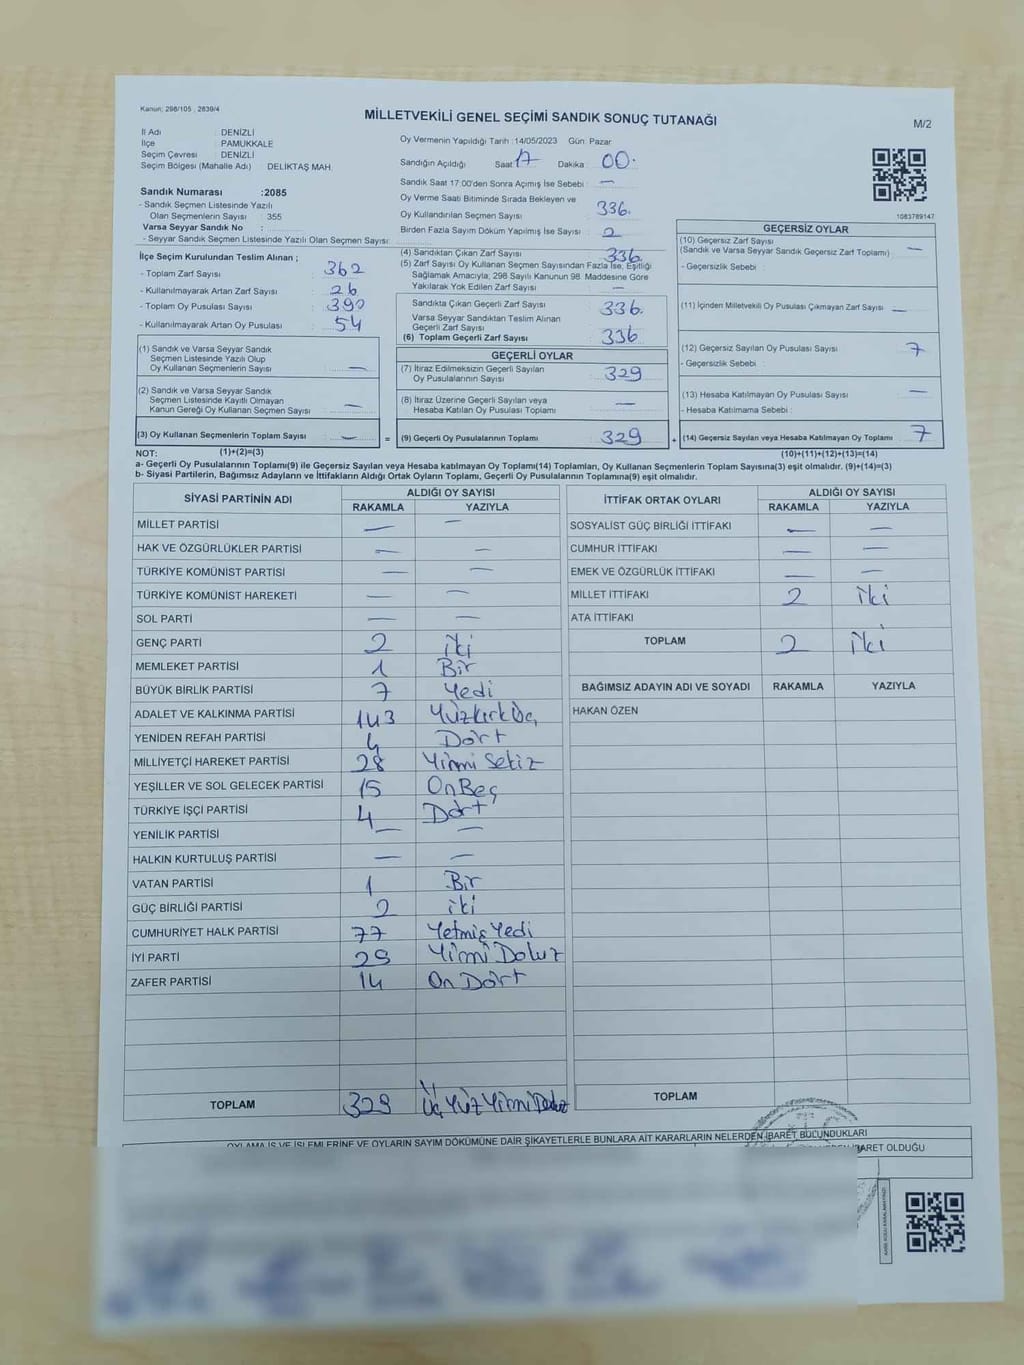 Kanun: 298/105 , 2839/4
MİLLETVEKİLİ GENEL SEÇİMİ SANDIK SONUÇ TUTANAĞI
M/2
İl Adı : DENİZLİ
İlçe : PAMUKKALE
Seçim Çevresi : DENİZLİ
Seçim Bölgesi (Mahalle Adı) : DELİKTAŞ MAH.
Sandık Numarası :2085
- Sandık Seçmen Listesinde Yazılı
Olan Seçmenlerin Sayısı : 355
Varsa Seyyar Sandık No :
- Seyyar Sandık Seçmen Listesinde Yazılı Olan Seçmen Sayısı:
Oy Vermenin Yapıldığı Tarih :14/05/2023 Gün: Pazar
Sandığın Açıldığı Saat 17 Dakika 00.
Sandık Saat 17:00'den Sonra Açımış İse Sebebi : —
Oy Verme Saati Bitiminde Sırada Bekleyen ve
Oy Kullandırılan Seçmen Sayısı 336.
Birden Fazla Sayım Döküm Yapılmış İse Sayısı : 2
1083789147
İlçe Seçim Kurulundan Teslim Alınan ;
- Toplam Zarf Sayısı : 362
- Kullanılmayarak Artan Zarf Sayısı : 26
- Toplam Oy Pusulası Sayısı : 390
- Kullanılmayarak Artan Oy Pusulası : 54
(1) Sandık ve Varsa Seyyar Sandık
Seçmen Listesinde Yazılı Olup
Oy Kullanan Seçmenlerin Sayısı : —
(2) Sandık ve Varsa Seyyar Sandık
Seçmen Listesinde Kayıtlı Olmayan
Kanun Gereği Oy Kullanan Seçmen Sayısı : —
(3) Oy Kullanan Seçmenlerin Toplam Sayısı : —
(4) Sandıktan Çıkan Zarf Sayısı : 336.
(5) Zarf Sayısı Oy Kullanan Seçmen Sayısından Fazla İse, Eşitliği
Sağlamak Amacıyla; 298 Sayılı Kanunun 98. Maddesine Göre
Yakılarak Yok Edilen Zarf Sayısı : —
Sandıkta Çıkan Geçerli Zarf Sayısı : 336.
Varsa Seyyar Sandıktan Teslim Alınan
Geçerli Zarf Sayısı :
(6) Toplam Geçerli Zarf Sayısı : 336
GEÇERLİ OYLAR
(7) İtiraz Edilmeksizin Geçerli Sayılan
Oy Pusulalarının Sayısı : 329
(8) İtiraz Üzerine Geçerli Sayılan veya
Hesaba Katılan Oy Pusulası Toplamı : —
= (9) Geçerli Oy Pusulalarının Toplamı : 329 +
GEÇERSİZ OYLAR
(10) Geçersiz Zarf Sayısı
(Sandık ve Varsa Seyyar Sandık Geçersiz Zarf Toplamı) : —
- Geçersizlik Sebebi :
(11) İçinden Milletvekili Oy Pusulası Çıkmayan Zarf Sayısı : —
(12) Geçersiz Sayılan Oy Pusulası Sayısı : 7
- Geçersizlik Sebebi :
(13) Hesaba Katılmayan Oy Pusulası Sayısı : —
- Hesaba Katılmama Sebebi :
(14) Geçersiz Sayılan veya Hesaba Katılmayan Oy Toplamı : 7
NOT: (1)+(2)=(3) (10)+(11)+(12)+(13)=(14)
a- Geçerli Oy Pusulalarının Toplamı(9) ile Geçersiz Sayılan veya Hesaba katılmayan Oy Toplamı(14) Toplamları, Oy Kullanan Seçmenlerin Toplam Sayısına(3) eşit olmalıdır. (9)+(14)=(3)
b- Siyasi Partilerin, Bağımsız Adayların ve İttifakların Aldığı Ortak Oyların Toplamı, Geçerli Oy Pusulalarının Toplamına(9) eşit olmalıdır.
SİYASİ PARTİNİN ADI ALDIĞI OY SAYISI
RAKAMLA YAZIYLA
MİLLET PARTİSİ — —
HAK VE ÖZGÜRLÜKLER PARTİSİ — —
TÜRKİYE KOMÜNİST PARTİSİ — —
TÜRKİYE KOMÜNİST HAREKETİ — —
SOL PARTİ — —
GENÇ PARTİ 2 iki
MEMLEKET PARTİSİ 1 Bir
BÜYÜK BİRLİK PARTİSİ 7 Yedi
ADALET VE KALKINMA PARTİSİ 143 YüzkırkÜç
YENİDEN REFAH PARTİSİ 4 Dört
MİLLİYETÇİ HAREKET PARTİSİ 28 Yirmi Sekiz
YEŞİLLER VE SOL GELECEK PARTİSİ 15 OnBeş
TÜRKİYE İŞÇİ PARTİSİ 4 Dört
YENİLİK PARTİSİ — —
HALKIN KURTULUŞ PARTİSİ — —
VATAN PARTİSİ 1 Bir
GÜÇ BİRLİĞİ PARTİSİ 2 iki
CUMHURİYET HALK PARTİSİ 77 Yetmiş Yedi
İYİ PARTİ 29 Yirmi Dokuz
ZAFER PARTİSİ 14 On Dört
TOPLAM 329 Üç Yüz Yirmi Dokuz
İTTİFAK ORTAK OYLARI ALDIĞI OY SAYISI
RAKAMLA YAZIYLA
SOSYALİST GÜÇ BİRLİĞİ İTTİFAKI — —
CUMHUR İTTİFAKI — —
EMEK VE ÖZGÜRLÜK İTTİFAKI — —
MİLLET İTTİFAKI 2 iki
ATA İTTİFAKI
TOPLAM 2 iki
BAĞIMSIZ ADAYIN ADI VE SOYADI RAKAMLA YAZIYLA
HAKAN ÖZEN
TOPLAM
OYLAMA İŞ VE İŞLEMLERİNE VE OYLARIN SAYIM DÖKÜMÜNE DAİR ŞİKAYETLERLE BUNLARA AİT KARARLARIN NELERDEN İBARET BULUNDUKLARI
İBARET OLDUĞU